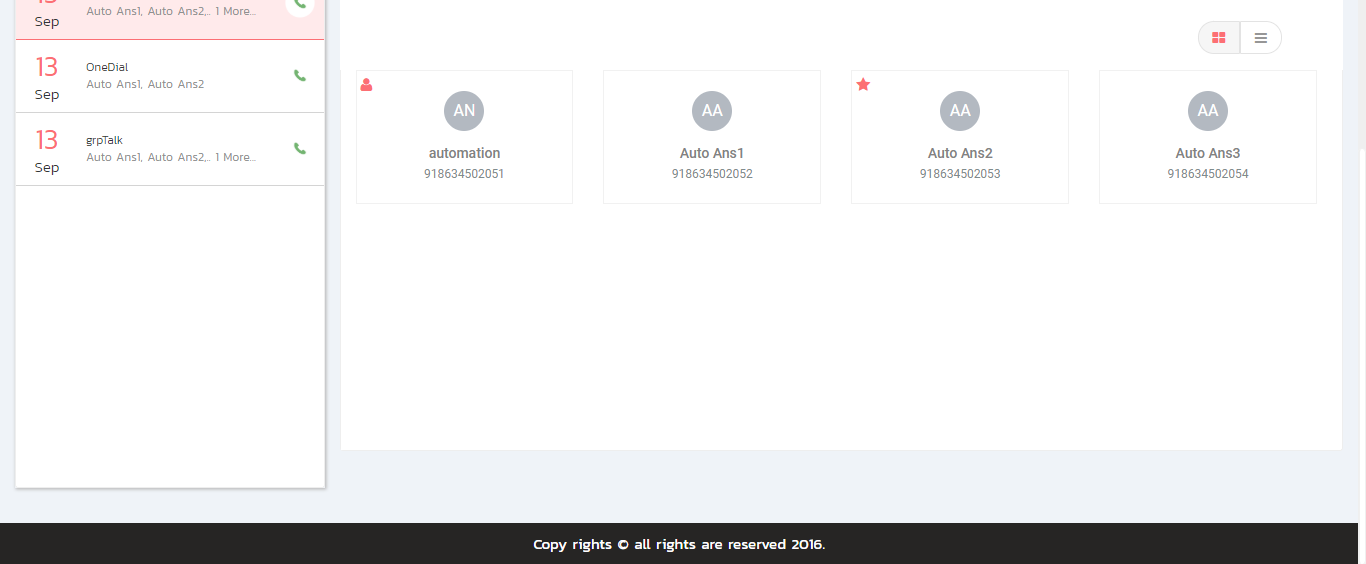 Sep
Auto Ans1, Auto Ans2,.. 1 More...
13
Sep
OneDial
Auto Ans1, Auto Ans2
13
Sep
grpTalk
Auto Ans1, Auto Ans2,.. 1 More...
AN
automation
918634502051
AA
Auto Ans1
918634502052
AA
Auto Ans2
918634502053
AA
Auto Ans3
918634502054
Copy rights © all rights are reserved 2016.